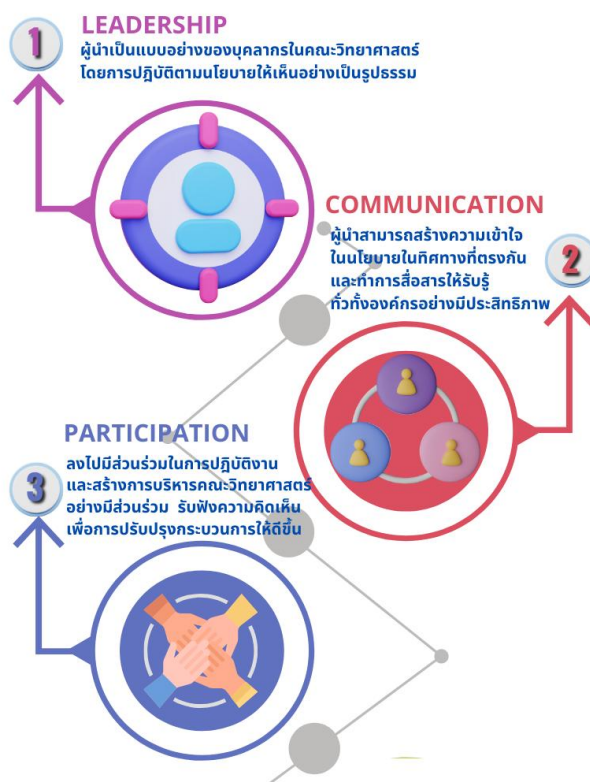 1
LEADERSHIP
ผู้นำเป็นแบบอย่างของบุคลากรในคณะวิทยาศาสตร์
โดยการปฎิบัติตามนโยบายให้เห็นอย่างเป็นรูปธรรม
COMMUNICATION
2
ผู้นำสามารถสร้างความเข้าใจ
ในนโยบายในทิศทางที่ตรงกัน
และทำการสื่อสารให้รับรู้
ทั่วทั้งองค์กรอย่างมีประสิทธิภาพ
PARTICIPATION
3
ลงไปมีส่วนร่วมในการปฎิบัติงาน
และสร้างการบริหารคณะวิทยาศาสตร์
อย่างมีส่วนร่วม รับฟังความคิดเห็น
เพื่อการปรับปรุงกระบวนการให้ดีขึ้น